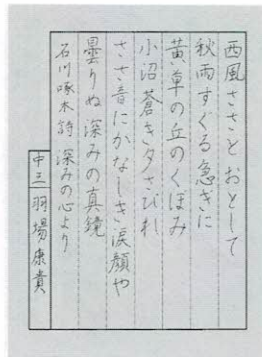 西風ささと おとして
秋雨すぐる急ぎに
黄草の丘のくぼみ
小沼蒼き夕さびれ
ささ音にかなしき涙顔や
曇りぬ深みの真鏡
石川啄木詩 深みの心より
中三 羽場康貴